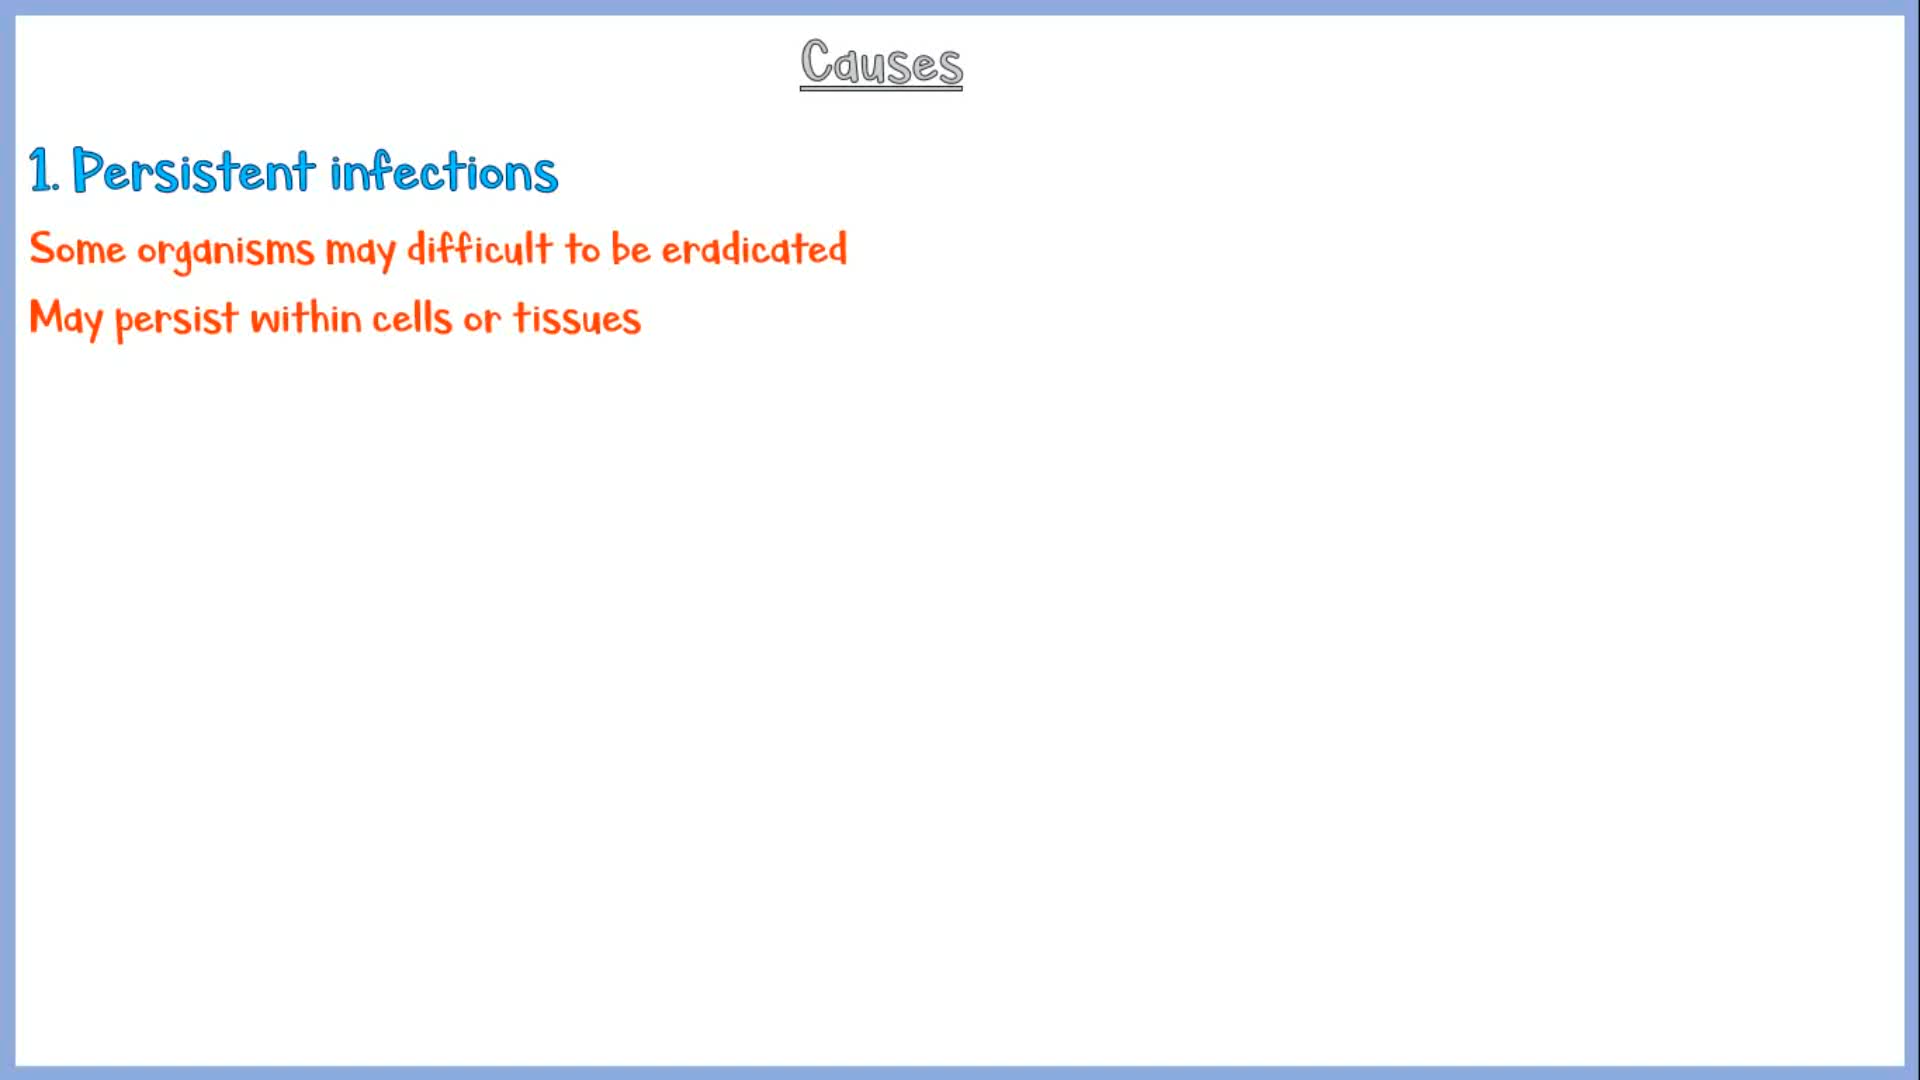 Causes
1. Persistent infections
Some organisms may difficult to be eradicated
May persist within cells or tissues